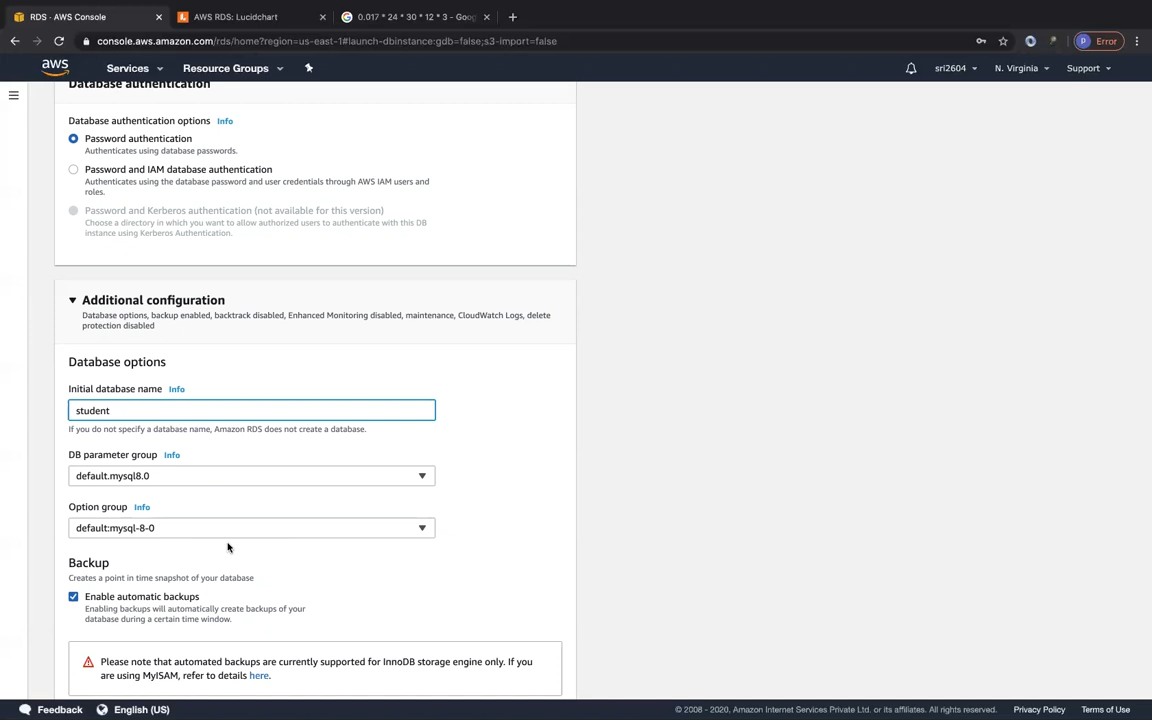 RDS · AWS Console
AWS RDS: Lucidchart
0.017 * 24 * 30 * 12 * 3 - Goog
console.aws.amazon.com/rds/home?region=us-east-1#launch-dbinstance:gdb=false;s3-import=false
P Error
aws
Services
Resource Groups
sri2604
N. Virginia
Support
Database authentication
Database authentication options Info
Password authentication
Authenticates using database passwords.
Password and IAM database authentication
Authenticates using the database password and user credentials through AWS IAM users and
roles.
Password and Kerberos authentication (not available for this version)
Choose a directory in which you want to allow authorized users to authenticate with this DB
instance using Kerberos Authentication.
Additional configuration
Database options, backup enabled, backtrack disabled, Enhanced Monitoring disabled, maintenance, CloudWatch Logs, delete
protection disabled
Database options
Initial database name Info
student
If you do not specify a database name, Amazon RDS does not create a database.
DB parameter group Info
default.mysql8.0
Option group Info
default:mysql-8-0
Backup
Creates a point in time snapshot of your database
Enable automatic backups
Enabling backups will automatically create backups of your
database during a certain time window.
Please note that automated backups are currently supported for InnoDB storage engine only. If you
are using MyISAM, refer to details here.
Feedback
English (US)
© 2008 - 2020, Amazon Internet Services Private Ltd. or its affiliates. All rights reserved.
Privacy Policy
Terms of Use